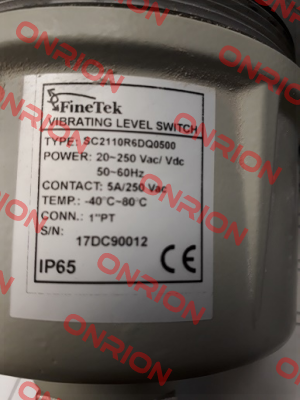 FineTek
VIBRATING LEVEL SWITCH
TYPE: SC2110R6DQ0500
POWER: 20~250 Vac/ Vdc
50~60Hz
CONTACT: 5A/250 Vac
TEMP.: -40°C~80°C
CONN.: 1"PT
S/N:
17DC90012
IP65 CE
ONRION
ONRION
ONRION
ONRION
ONRION
ONRION